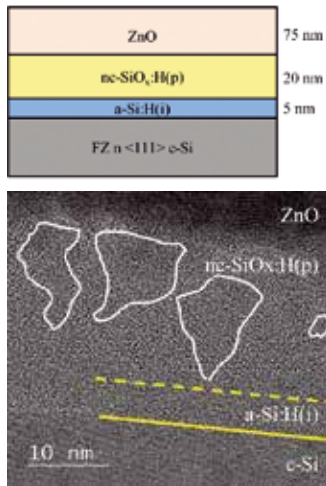 ZnO
75 nm
nc-SiOₓ:H(p)
20 nm
a-Si:H(i)
5 nm
FZ n <111> c-Si
ZnO
nc-SiOx:H(p)
a-Si:H(i)
10 nm
c-Si